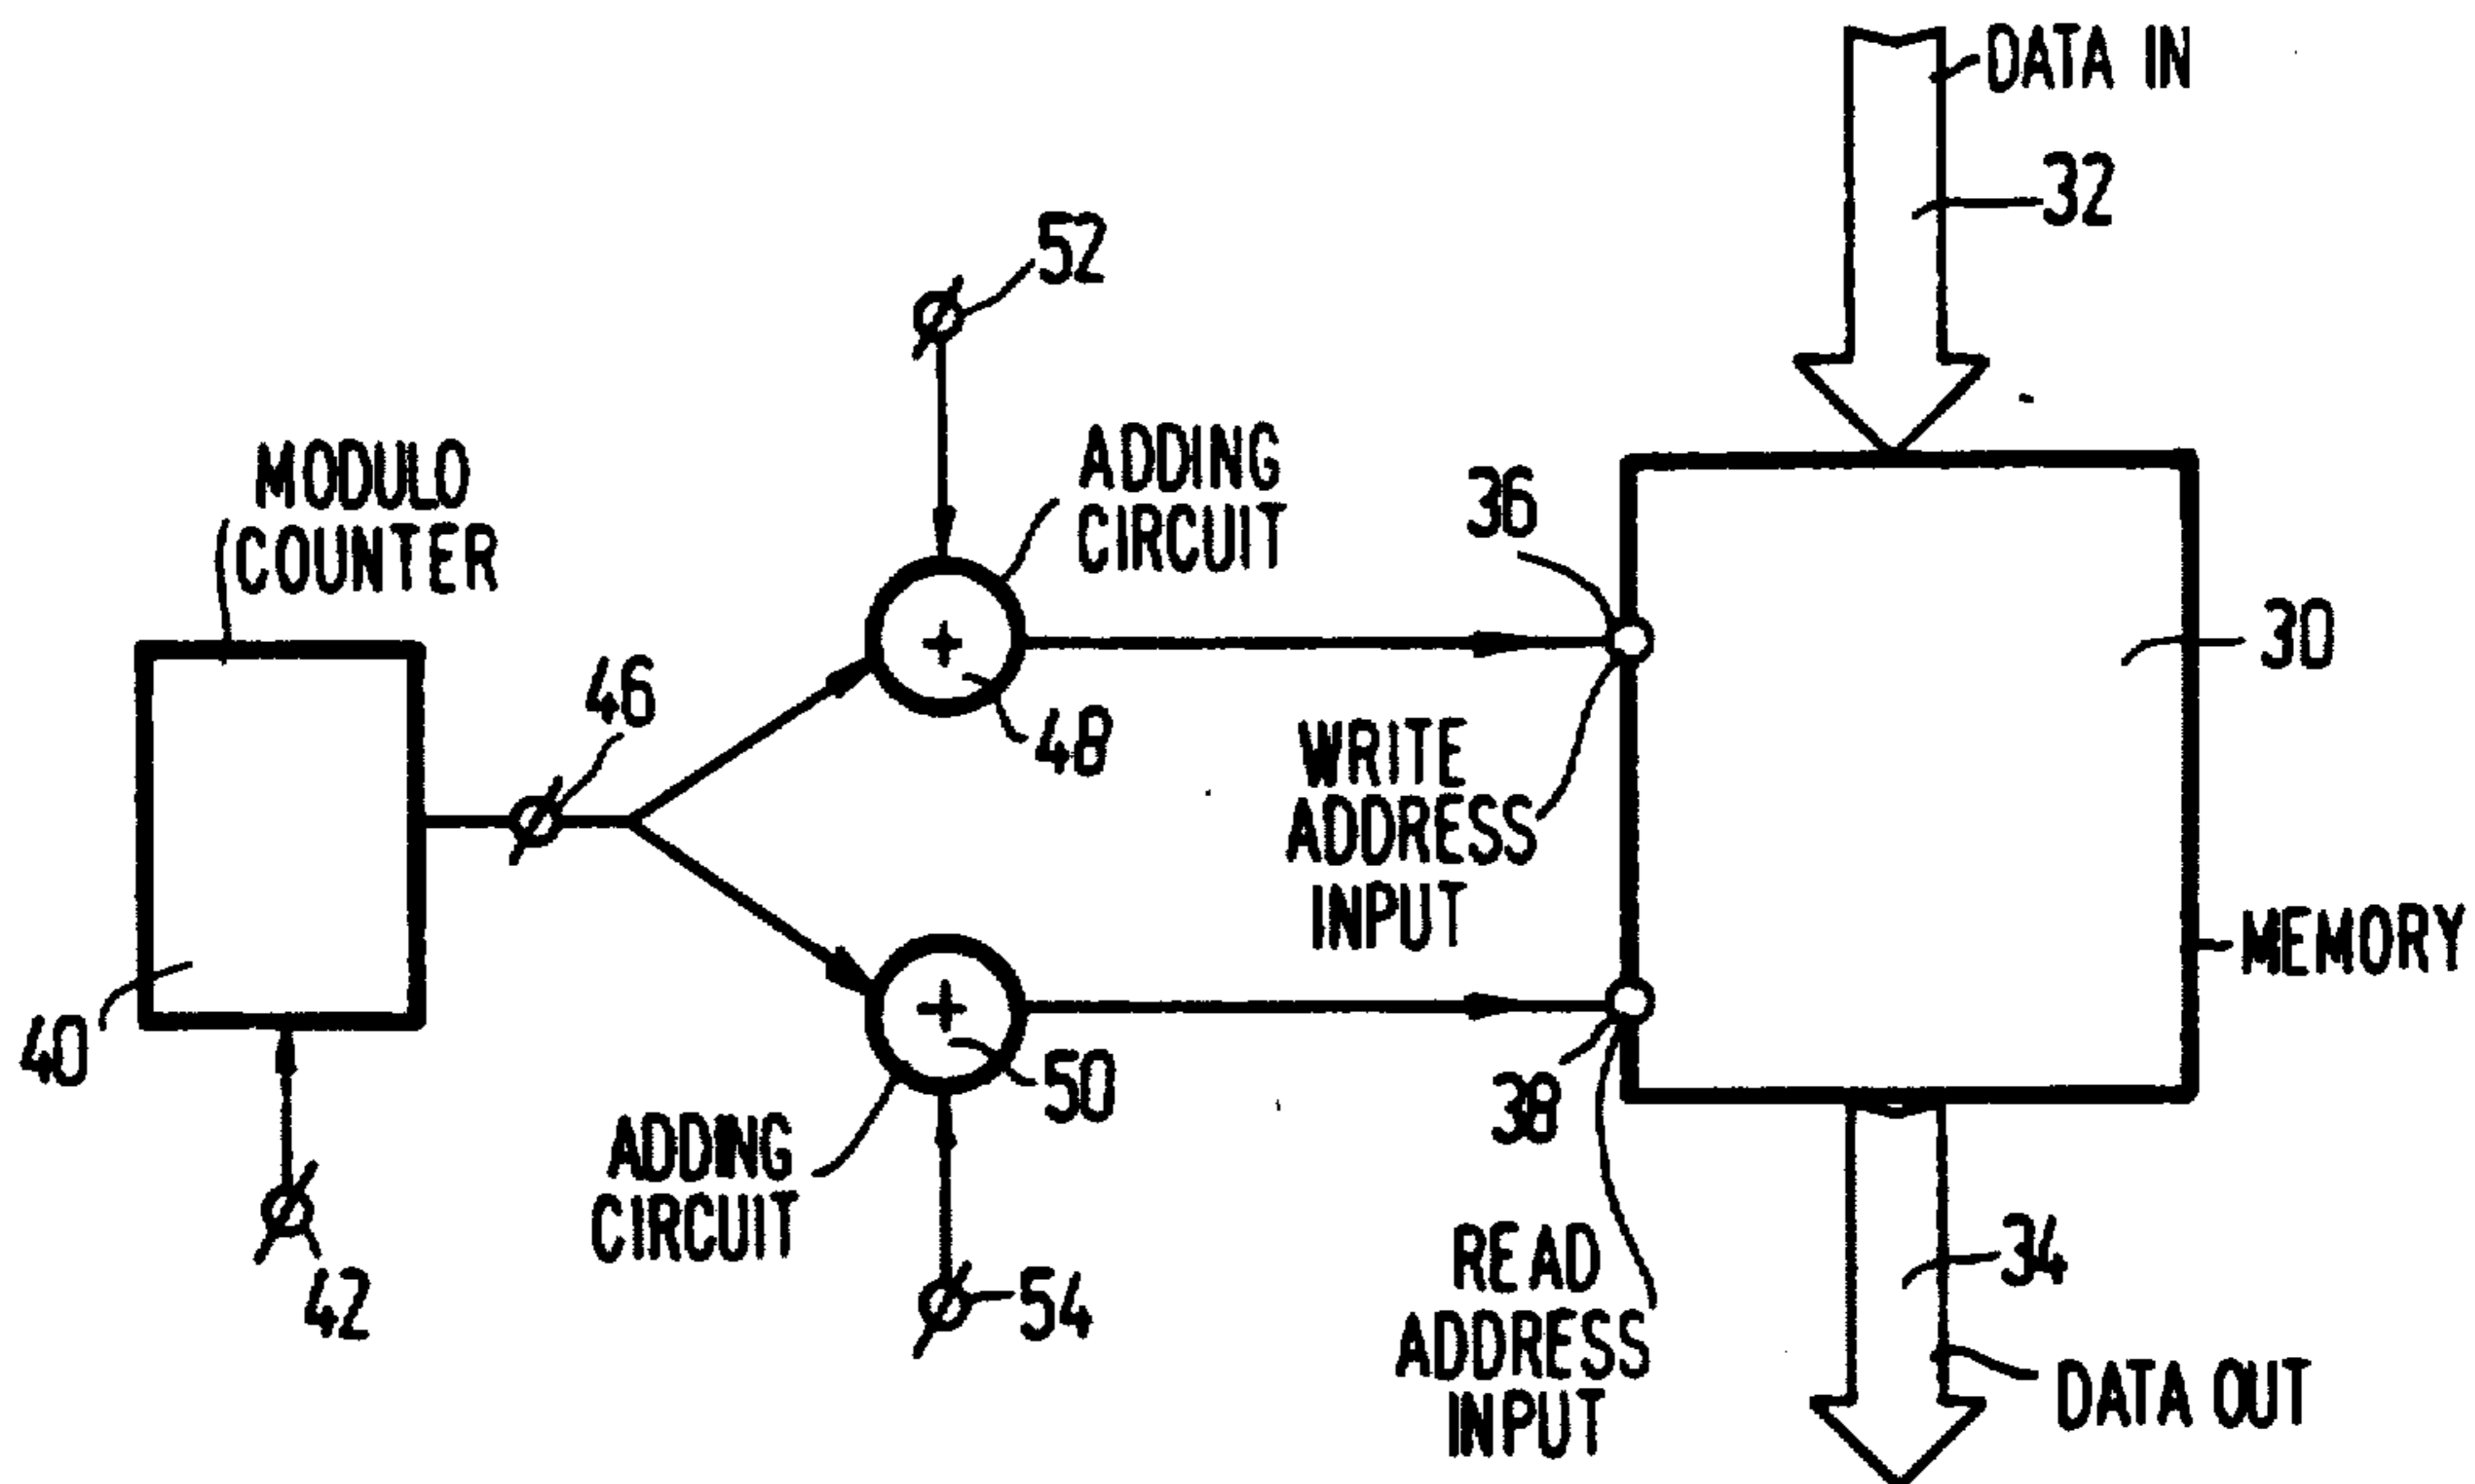 DATA IN
32
52
ADDING
CIRCUIT
36
MODULO
COUNTER
30
46
48
WRITE
ADDRESS
INPUT
MEMORY
40
50
38
ADDING
CIRCUIT
42
54
READ
ADDRESS
INPUT
34
DATA OUT